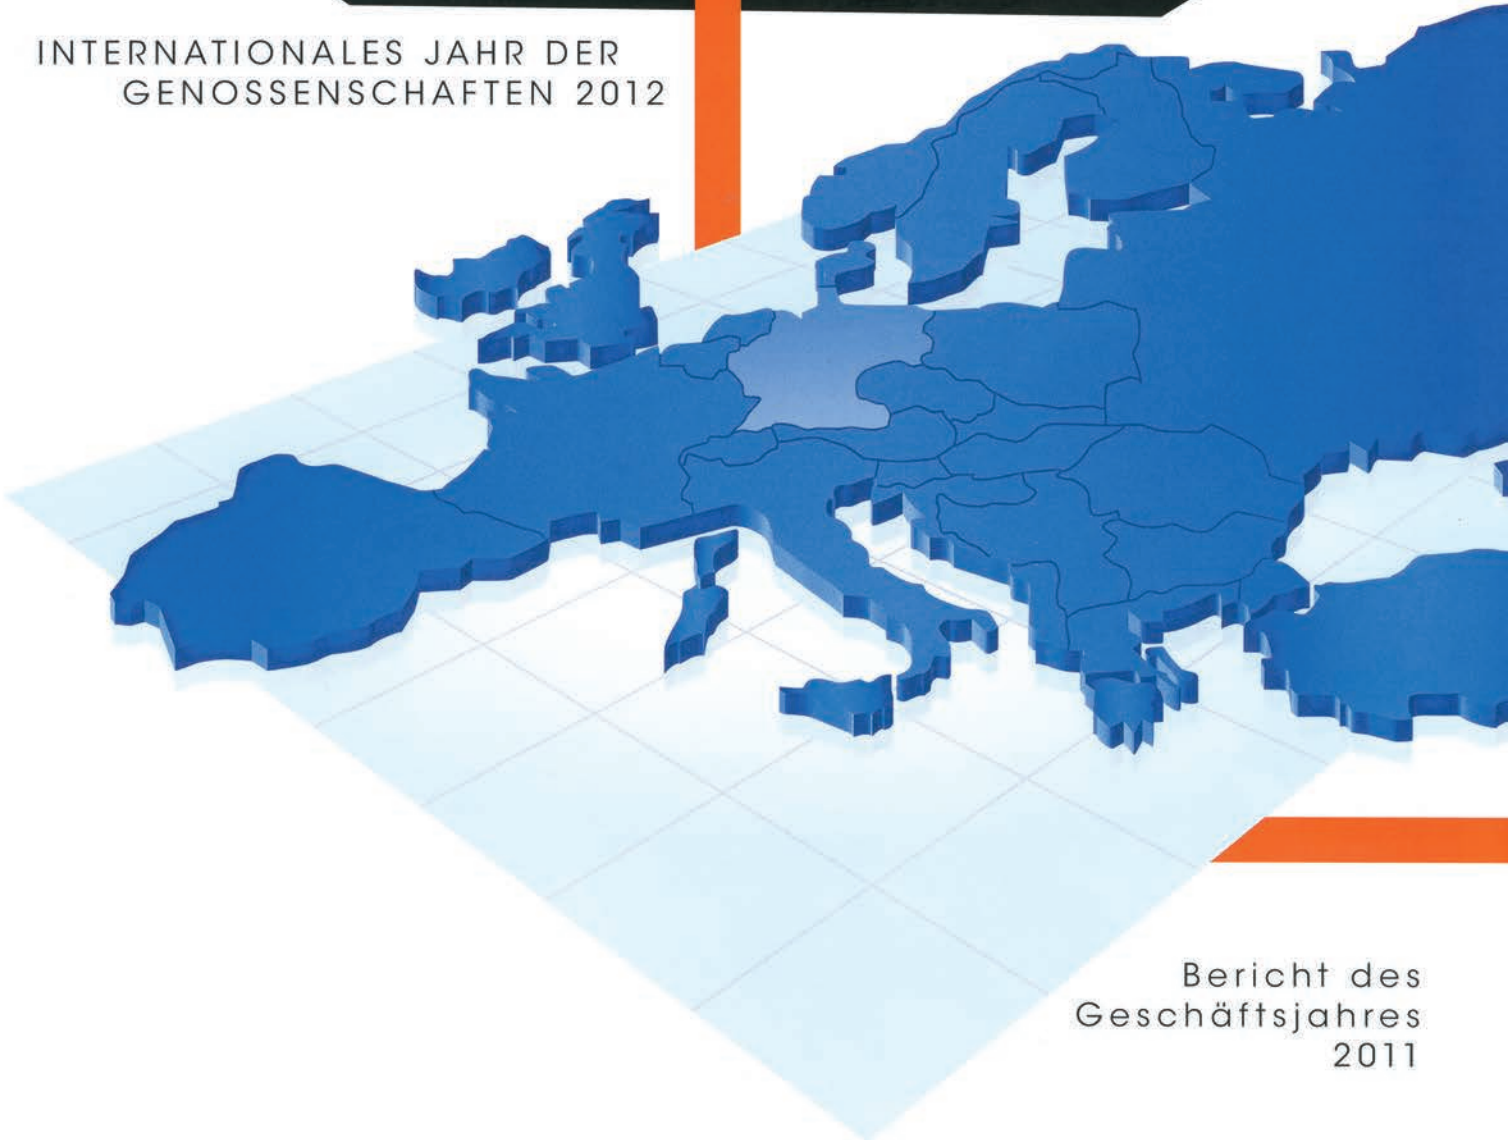 INTERNATIONALES JAHR DER
GENOSSENSCHAFTEN 2012
Bericht des
Geschäftsjahres
2011